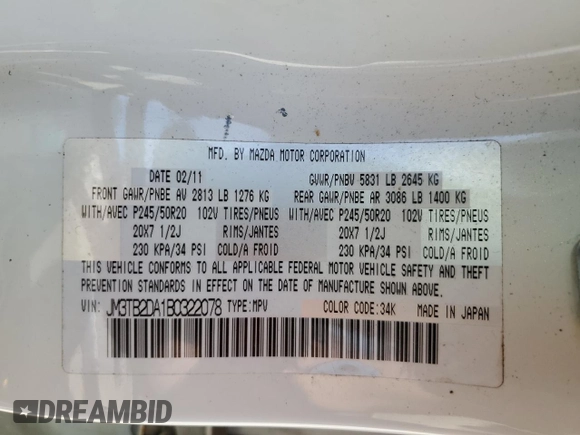 MFD. BY MAZDA MOTOR CORPORATION
DATE 02/11 GVWR/PNBV 5831 LB 2645 KG
FRONT GAWR/PNBE AV 2813 LB 1276 KG REAR GAWR/PNBE AR 3086 LB 1400 KG
WITH/AVEC P245/50R20 102V TIRES/PNEUS WITH/AVEC P245/50R20 102V TIRES/PNEUS
20X7 1/2J RIMS/JANTES 20X7 1/2J RIMS/JANTES
230 KPA/34 PSI COLD/A FROID 230 KPA/34 PSI COLD/A FROID
THIS VEHICLE CONFORMS TO ALL APPLICABLE FEDERAL MOTOR VEHICLE SAFETY AND THEFT
PREVENTION STANDARDS IN EFFECT ON THE DATE OF MANUFACTURE SHOWN ABOVE.
VIN: JM3TB2DA1B0322078 TYPE:MPV COLOR CODE:34K MADE IN JAPAN
DREAMBID